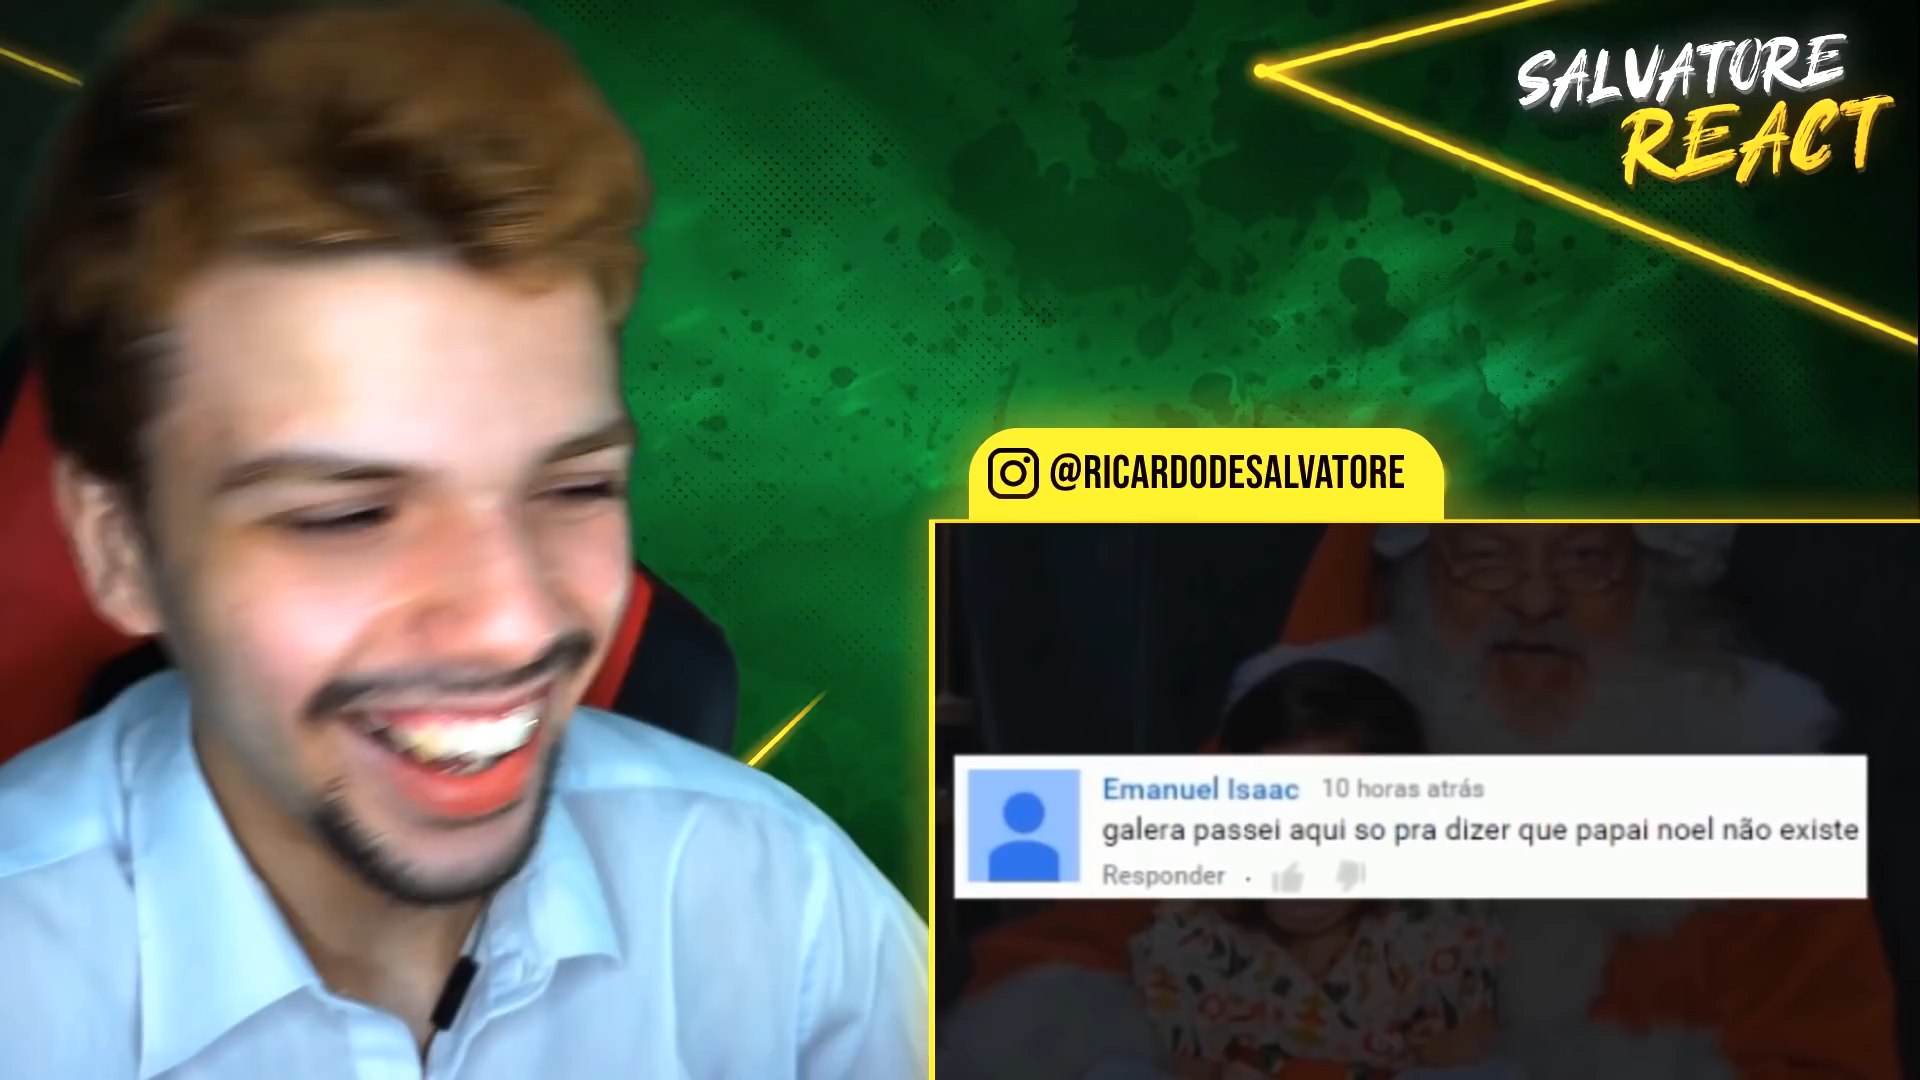 SALVATORE
REACT
@RICARDODESALVATORE
Emanuel Isaac 10 horas atrás
galera passei aqui so pra dizer que papai noel não existe
Responder